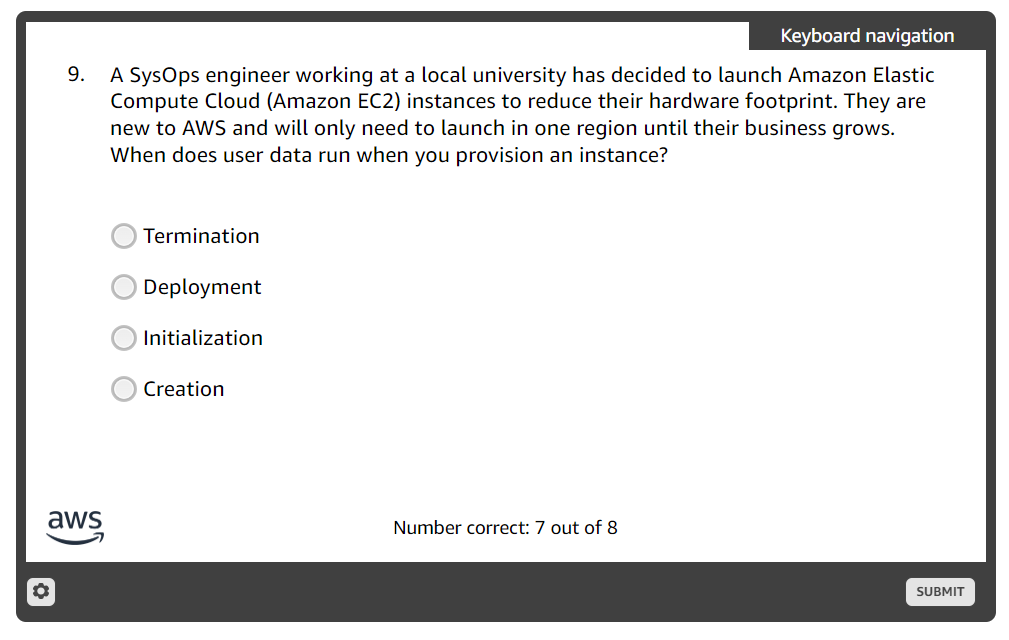 Keyboard navigation
9. A SysOps engineer working at a local university has decided to launch Amazon Elastic
Compute Cloud (Amazon EC2) instances to reduce their hardware footprint. They are
new to AWS and will only need to launch in one region until their business grows.
When does user data run when you provision an instance?
Termination
Deployment
Initialization
Creation
aws
Number correct: 7 out of 8
SUBMIT